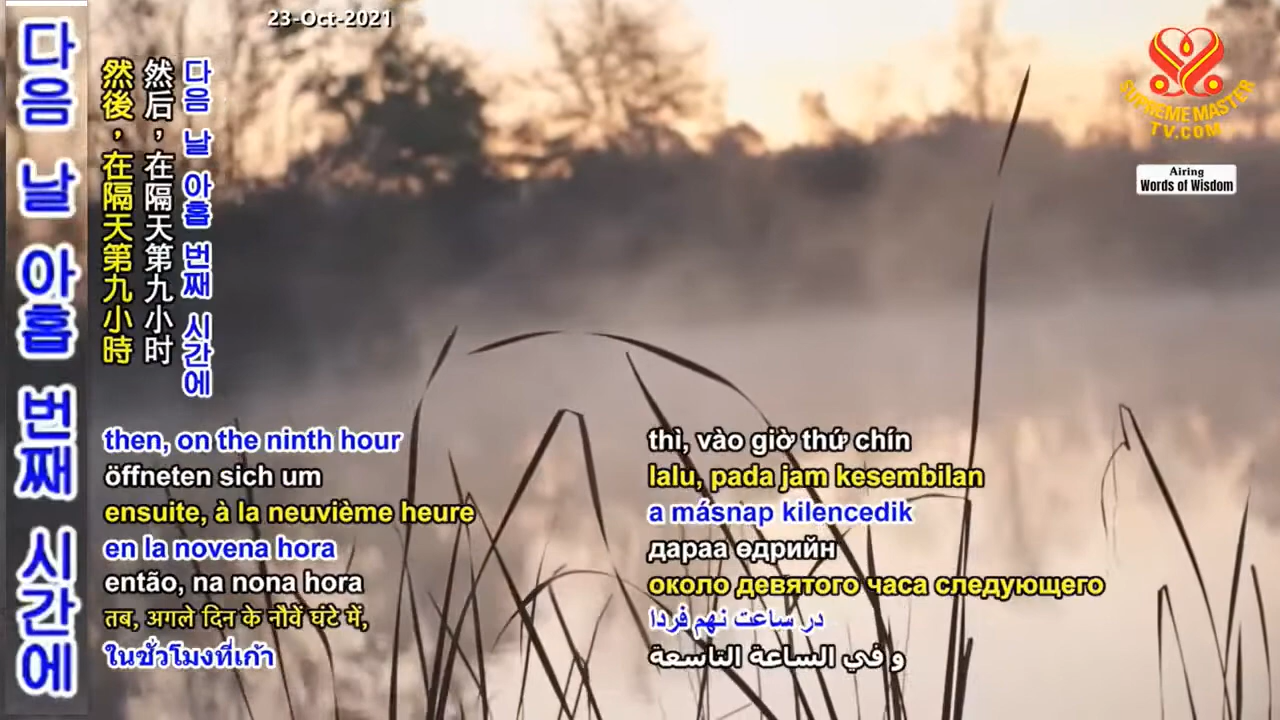 23-Oct-2021
다음 날 아홉 번째 시간에
然後，在隔天第九小時
然后，在隔天第九小时
다음 날 아홉 번째 시간에
SUPREME MASTER
TV.COM
Airing
Words of Wisdom
then, on the ninth hour
öffneten sich um
ensuite, à la neuvième heure
en la novena hora
então, na nona hora
तब, अगले दिन के नौवें घंटे में,
ในชั่วโมงที่เก้า
thì, vào giờ thứ chín
lalu, pada jam kesembilan
a másnap kilencedik
дараа өдрийн
около девятого часа следующего
در ساعت نهم فردا
و في الساعة التاسعة